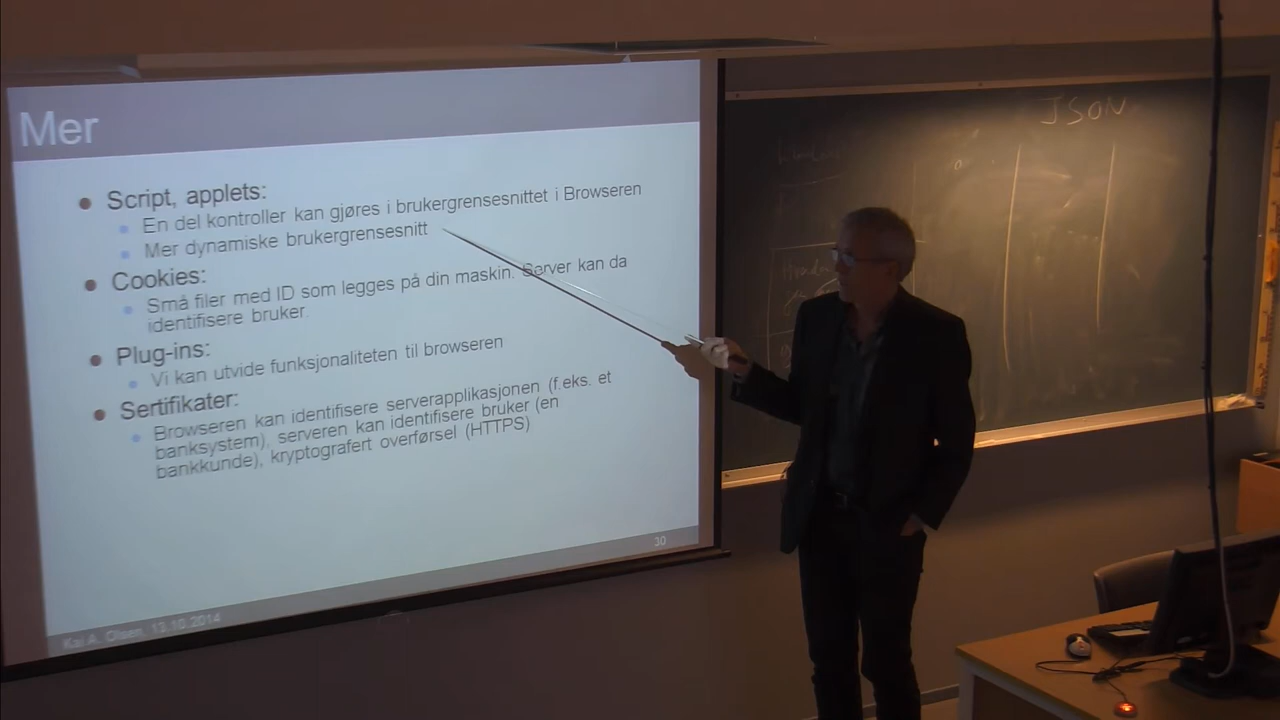 Mer
Script, applets:
En del kontroller kan gjøres i brukergrensesnittet i Browseren
Mer dynamiske brukergrensesnitt
Cookies:
Små filer med ID som legges på din maskin. Server kan da
identifisere bruker
Plug-ins:
Vi kan utvide funksjonaliteten til browseren
Sertifikater:
Browseren kan identifisere serverapplikasjonen (f.eks. et
banksystem), serveren kan identifisere bruker (en
bankkunde), kryptografert overførsel (HTTPS)
30
Kai A. Olsen, 13.10.2014
JSON